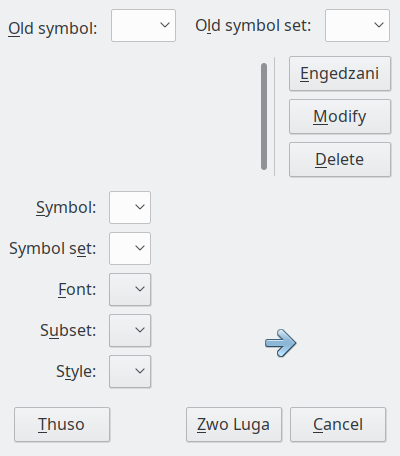 Old symbol: Old symbol set:
Engedzani
Modify
Delete
Symbol:
Symbol set:
Font:
Subset:
Style:
Thuso Zwo Luga Cancel